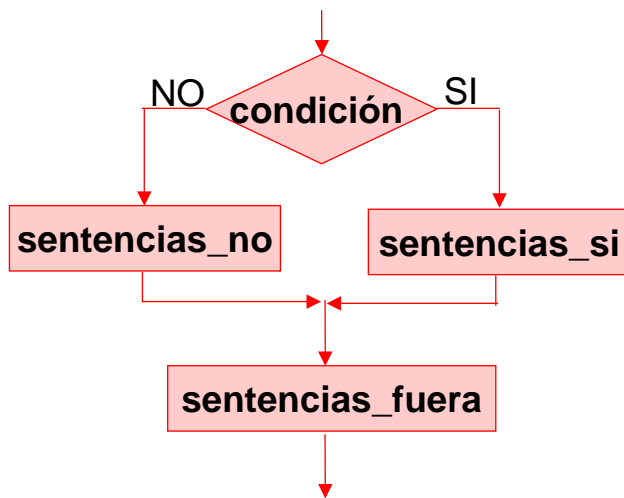 NO
condición
SI
sentencias_no
sentencias_si
sentencias_fuera